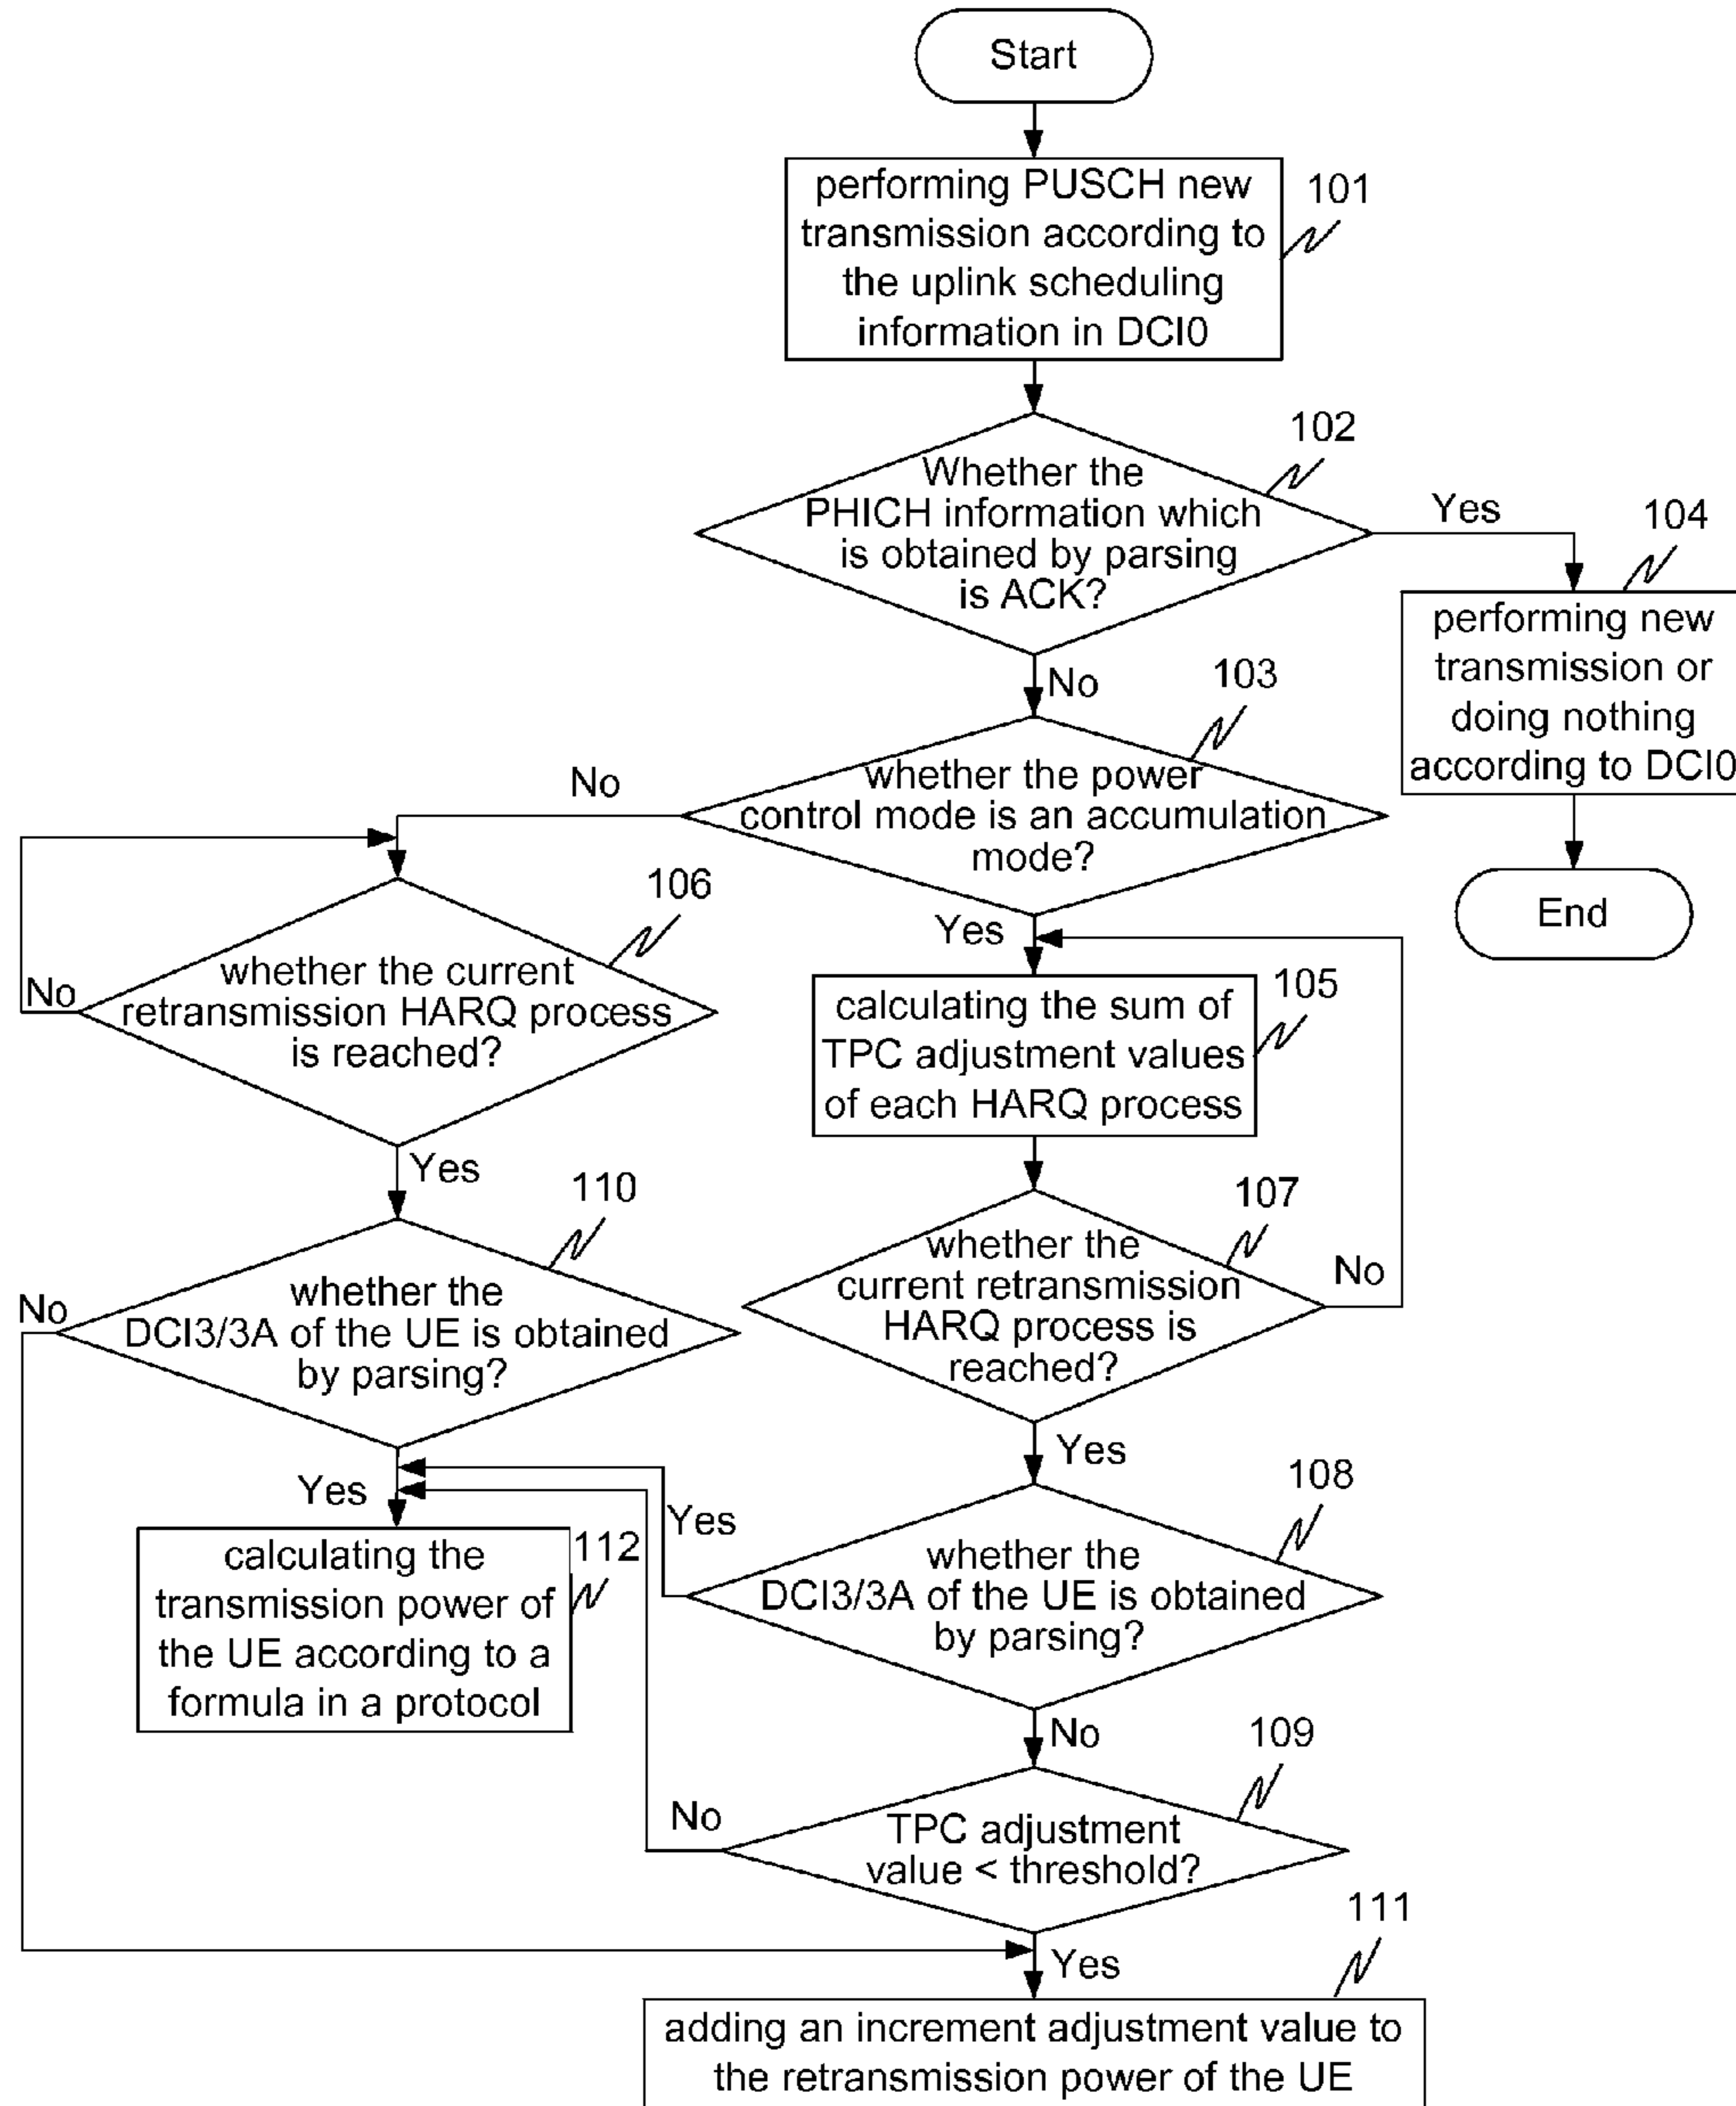 Start
performing PUSCH new
transmission according to
the uplink scheduling
information in DCI0
101
102
Whether the
PHICH information which
is obtained by parsing
is ACK?
Yes
104
performing new
transmission or
doing nothing
according to DCI0
End
No
103
whether the power
control mode is an accumulation
mode?
No
106
whether the current
retransmission HARQ process
is reached?
No
Yes
Yes
105
calculating the sum of
TPC adjustment values
of each HARQ process
107
whether the
current retransmission
HARQ process is
reached?
No
Yes
110
whether the
DCI3/3A of the UE is obtained
by parsing?
No
Yes
112
calculating the
transmission power of
the UE according to a
formula in a protocol
108
whether the
DCI3/3A of the UE is obtained
by parsing?
Yes
No
109
TPC adjustment
value < threshold?
No
Yes
111
adding an increment adjustment value to
the retransmission power of the UE